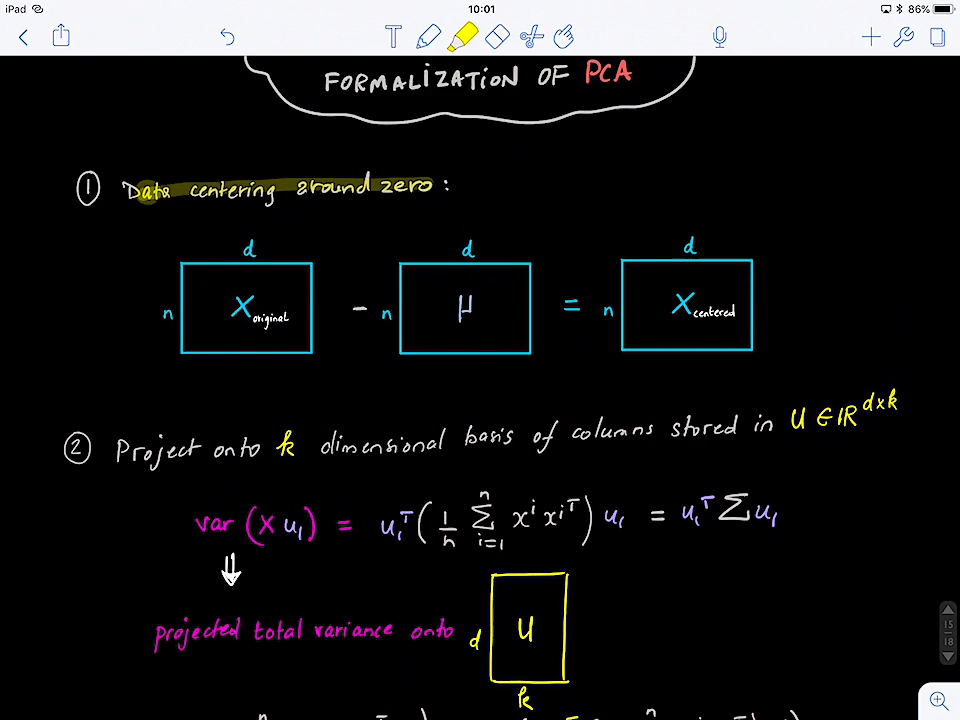 iPad 10:01 86%
FORMALIZATION OF PCA
① Data centering around zero :
d d d
n X original - n μ = n X centered
② Project onto k dimensional basis of columns stored in U ∈ ℝ^{d×k}
var (X u₁) = u₁ᵀ ( 1/n Σ_{i=1}^{n} xⁱ xⁱᵀ ) u₁ = u₁ᵀ Σ u₁
⇓
projected total variance onto d U
k
15
18